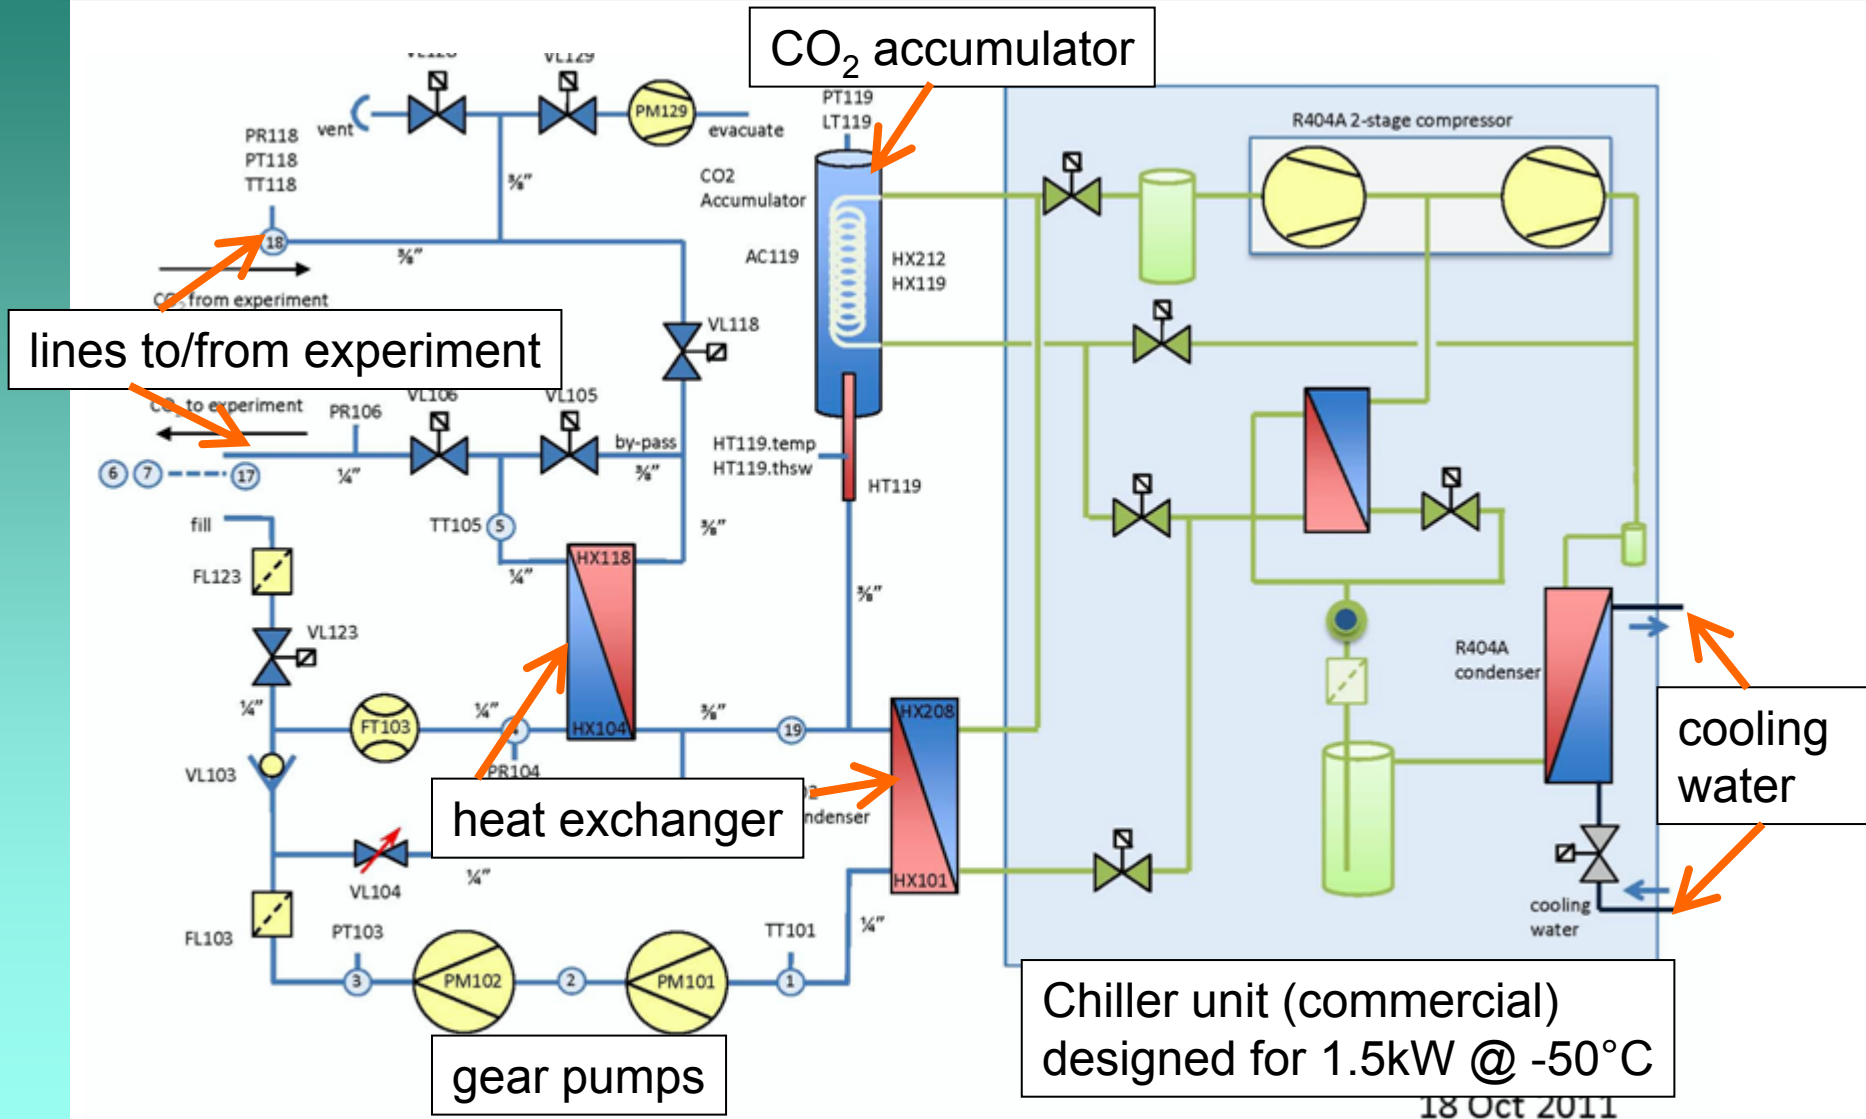 CO₂ accumulator
VL129
PT119
LT119
PM129
vent
evacuate
R404A 2-stage compressor
PR118
PT118
TT118
⅜"
CO2
Accumulator
18
⅜"
AC119
HX212
HX119
CO₂ from experiment
lines to/from experiment
VL118
CO₂ to experiment
PR106
VL106
VL105
by-pass
HT119.temp
HT119.thsw
6
7
17
¼"
⅜"
HT119
fill
TT105
5
⅜"
FL123
HX118
¼"
⅜"
VL123
R404A
condenser
¼"
FT103
¼"
4
HX104
⅜"
19
HX208
cooling
water
VL103
PR104
heat exchanger
ndenser
VL104
¼"
HX101
FL103
PT103
TT101
¼"
cooling
water
3
PM102
2
PM101
1
Chiller unit (commercial)
designed for 1.5kW @ -50°C
gear pumps
18 Oct 2011